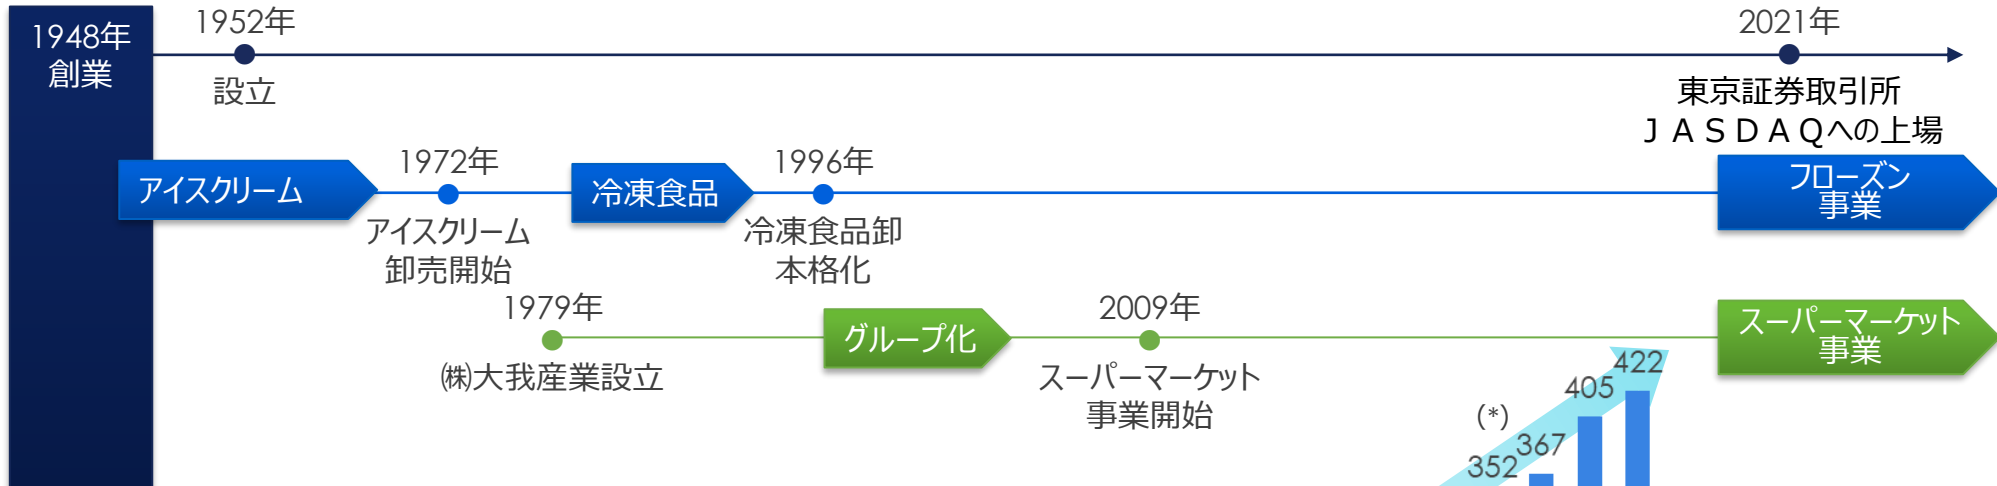 1948年
創業
1952年
設立
2021年
東京証券取引所
ＪＡＳＤＡＱへの上場
アイスクリーム
1972年
アイスクリーム
卸売開始
冷凍食品
1996年
冷凍食品卸
本格化
フローズン
事業
1979年
㈱大我産業設立
グループ化
2009年
スーパーマーケット
事業開始
スーパーマーケット
事業
(*)
352
367
405
422